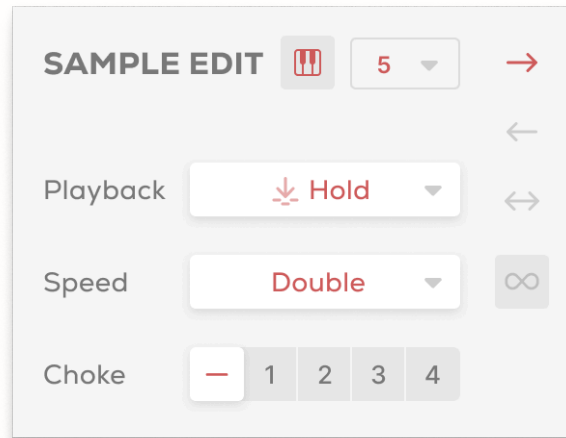 SAMPLE EDIT 5
Playback Hold
Speed Double
Choke — 1 2 3 4